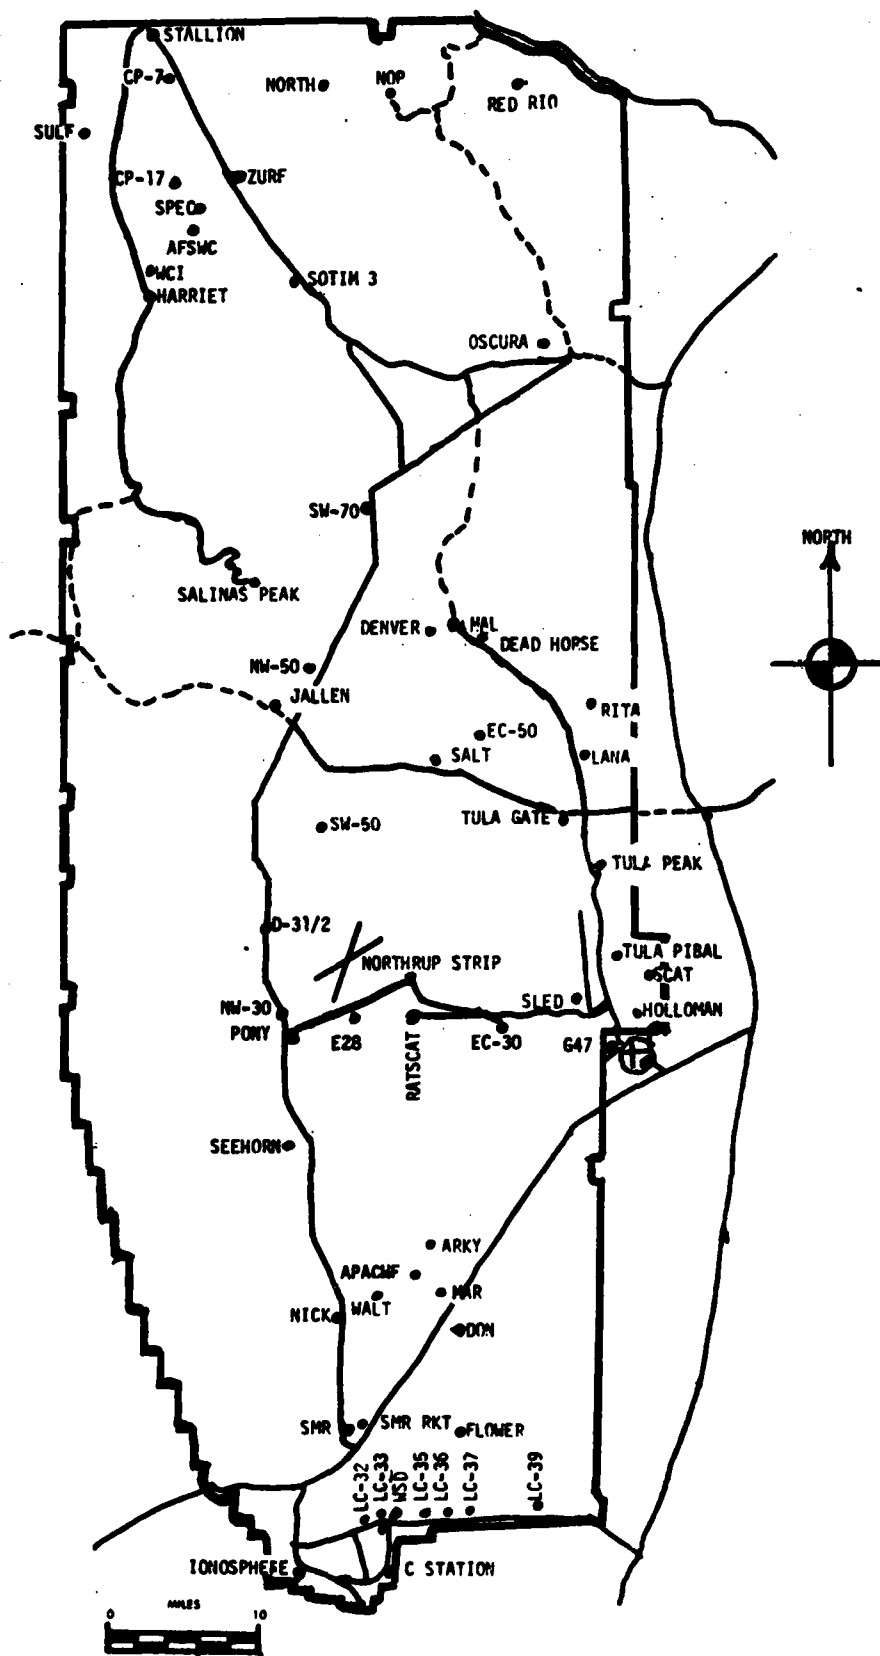 STALLION
CP-7
NORTH
NOP
RED RIO
SULF
CP-17
ZURF
SPEC
AFSWC
WCI
HARRIET
SOTIM 3
OSCURA
SW-70
NORTH
SALINAS PEAK
DENVER
HAL
DEAD HORSE
NW-50
JALLEN
RITA
EC-50
SALT
LANA
SW-50
TULA GATE
TULA PEAK
D-31/2
NORTHRUP STRIP
TULA PIBAL
SCAT
NW-30
SLED
HOLLOMAN
PONY
E28
RATSCAT
EC-30
G47
SEEHORN
ARKY
APACWF
MAR
NICK
WALT
DON
SMR
SMR RKT
FLOWER
LC-32
LC-33
WSD
LC-35
LC-36
LC-37
LC-39
IONOSPHERE
C STATION
MILES
0 10